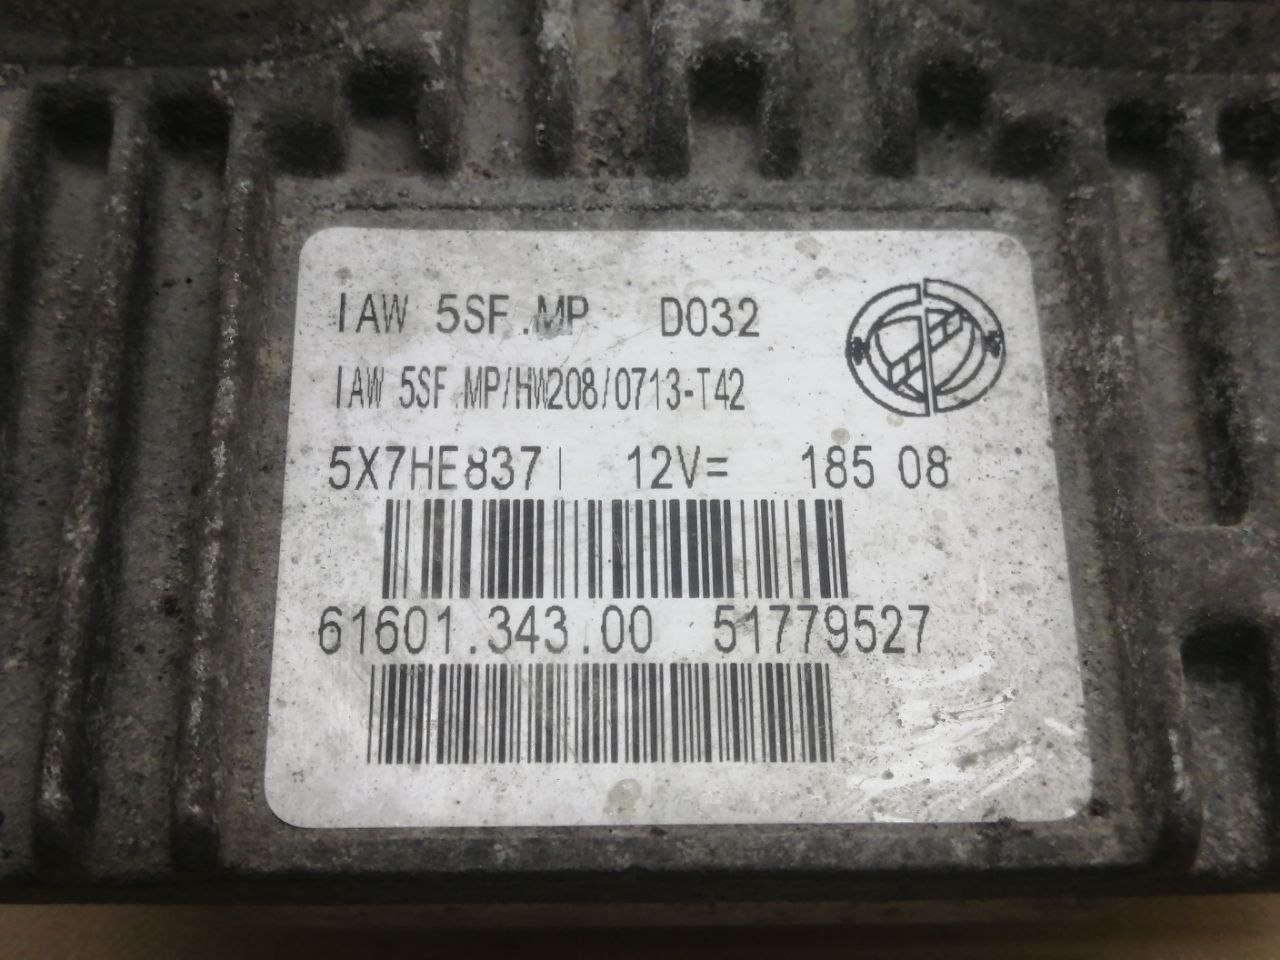 IAW 5SF.MP D032
IAW 5SF.MP/HW208/0713-T42
5X7HE837 12V= 185 08
61601.343.00 51779527